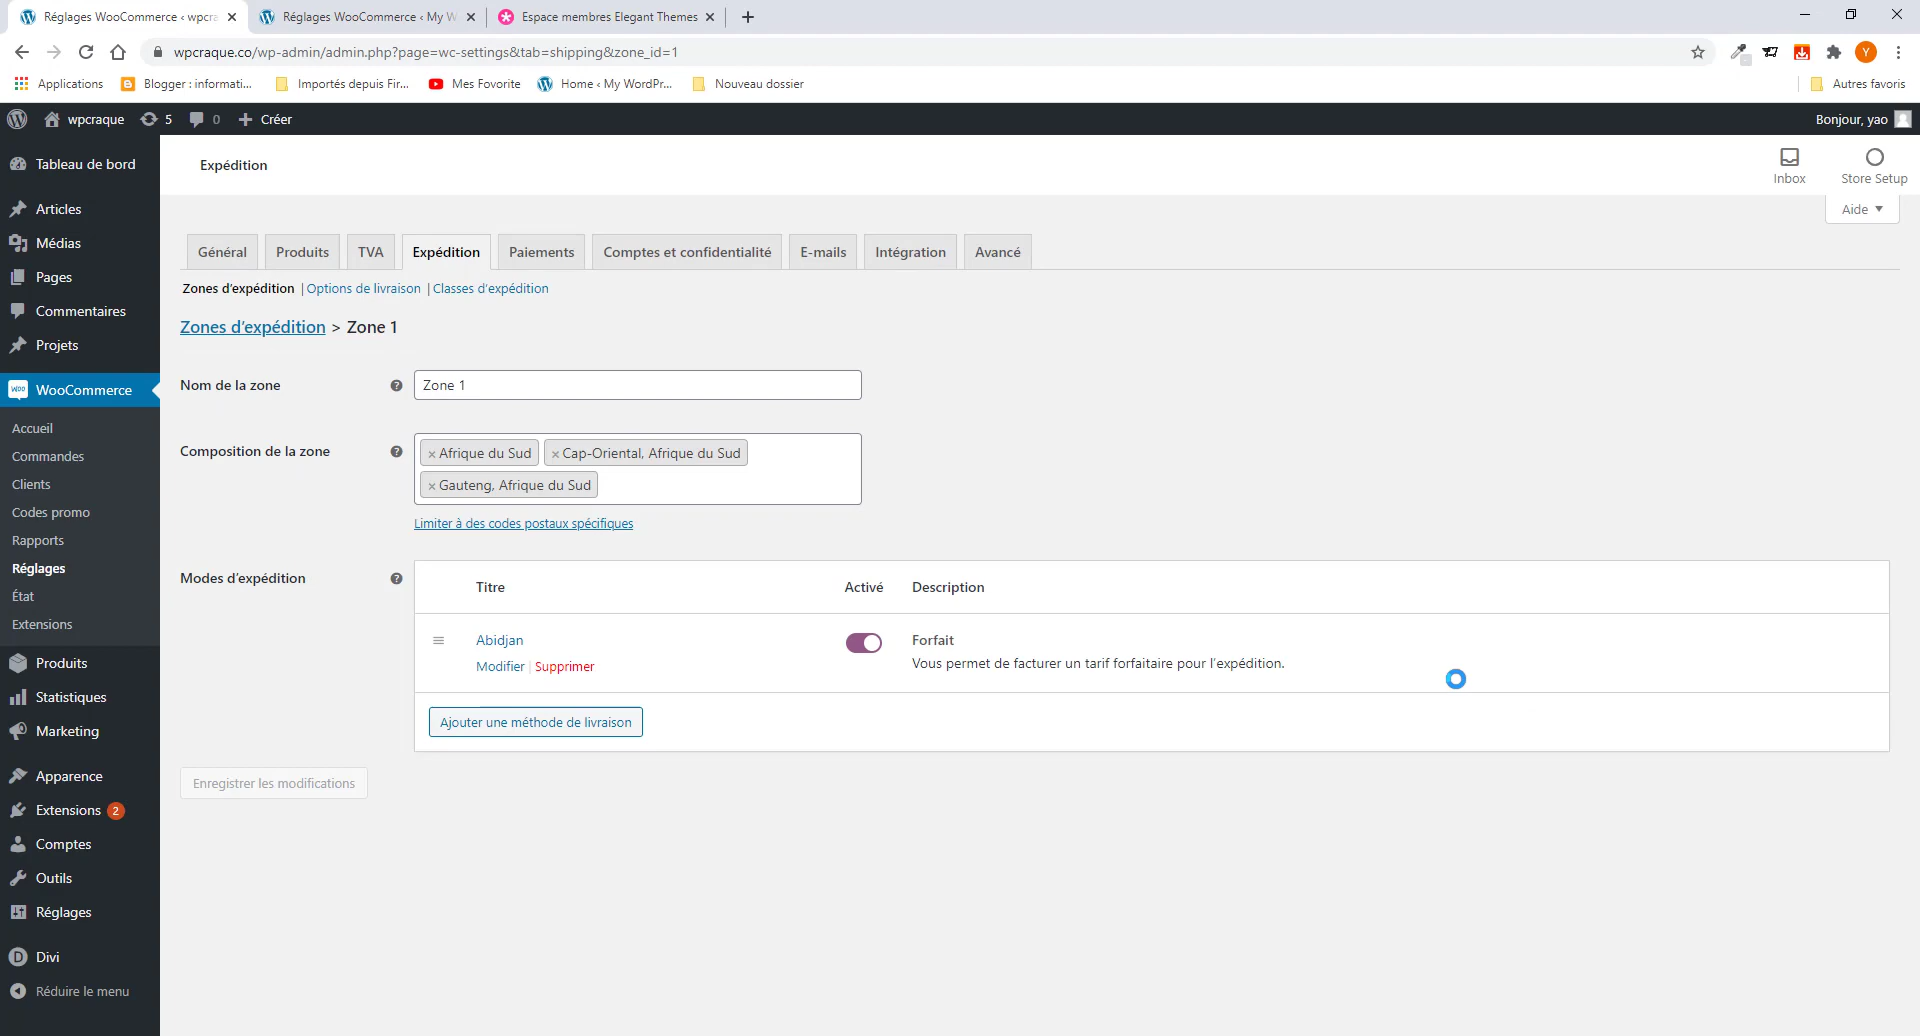 Réglages WooCommerce ‹ wpcra
Réglages WooCommerce ‹ My W
Espace membres Elegant Themes
wpcraque.co/wp-admin/admin.php?page=wc-settings&tab=shipping&zone_id=1
Y
Applications
Blogger : informati...
Importés depuis Fir...
Mes Fovorite
Home ‹ My WordPr...
Nouveau dossier
Autres favoris
wpcraque
5
0
Créer
Bonjour, yao
Tableau de bord
Articles
Médias
Pages
Commentaires
Projets
WooCommerce
Accueil
Commandes
Clients
Codes promo
Rapports
Réglages
État
Extensions
Produits
Statistiques
Marketing
Apparence
Extensions 2
Comptes
Outils
Réglages
Divi
Réduire le menu
Expédition
Inbox
Store Setup
Aide
Général
Produits
TVA
Expédition
Paiements
Comptes et confidentialité
E-mails
Intégration
Avancé
Zones d’expédition | Options de livraison | Classes d’expédition
Zones d’expédition > Zone 1
Nom de la zone
Zone 1
Composition de la zone
× Afrique du Sud
× Cap-Oriental, Afrique du Sud
× Gauteng, Afrique du Sud
Limiter à des codes postaux spécifiques
Modes d’expédition
Titre
Activé
Description
Abidjan
Forfait
Modifier | Supprimer
Vous permet de facturer un tarif forfaitaire pour l’expédition.
Ajouter une méthode de livraison
Enregistrer les modifications